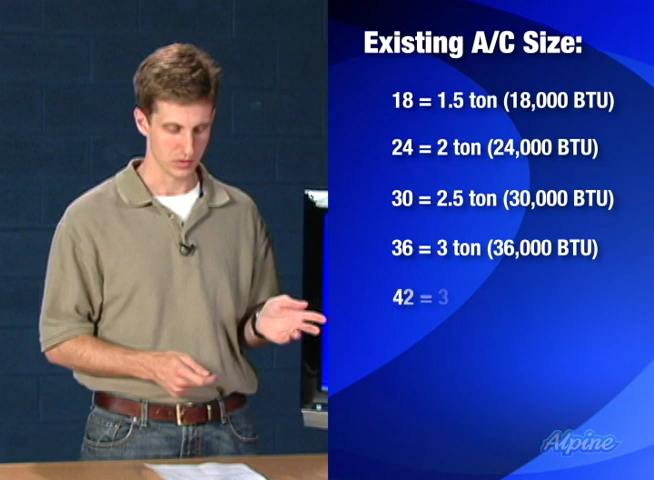 Existing A/C Size:
18 = 1.5 ton (18,000 BTU)
24 = 2 ton (24,000 BTU)
30 = 2.5 ton (30,000 BTU)
36 = 3 ton (36,000 BTU)
42 = 3
Alpine